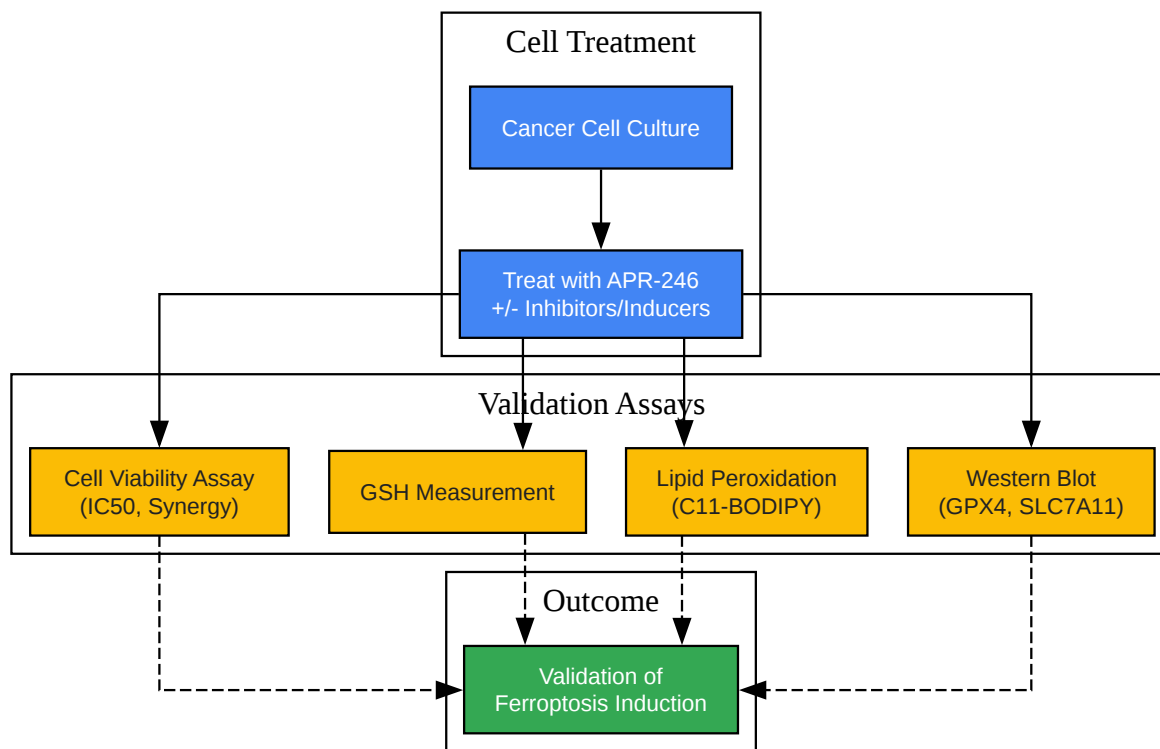 Cell Treatment
Cancer Cell Culture
Treat with APR-246
+/- Inhibitors/Inducers
Validation Assays
Cell Viability Assay
(IC50, Synergy)
GSH Measurement
Lipid Peroxidation
(C11-BODIPY)
Western Blot
(GPX4, SLC7A11)
Outcome
Validation of
Ferroptosis Induction